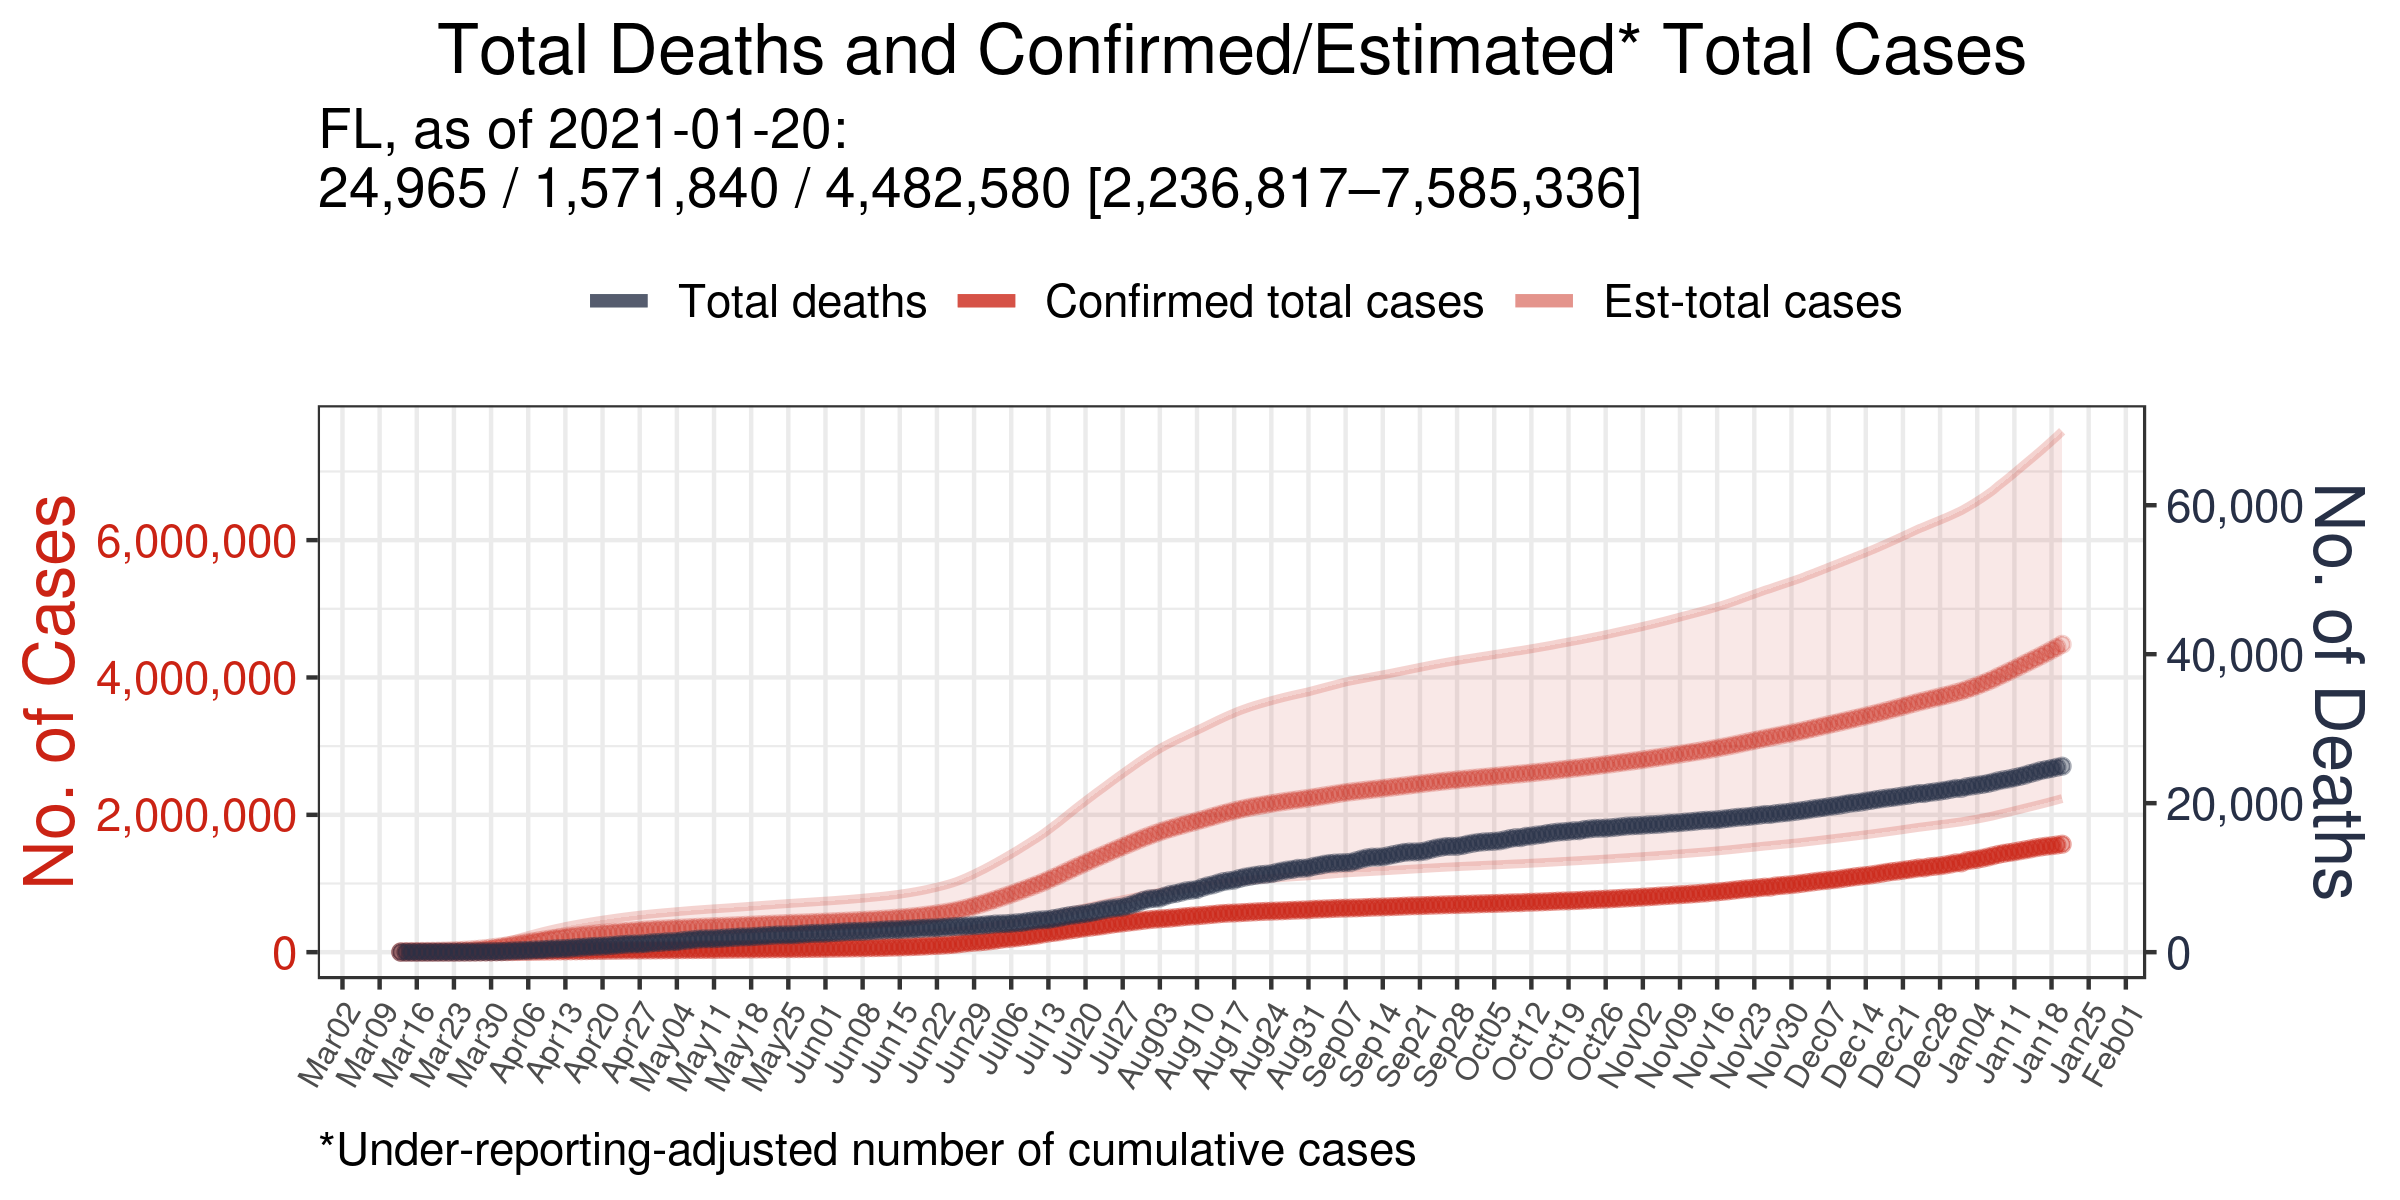 Total Deaths and Confirmed/Estimated* Total Cases
FL, as of 2021-01-20:
24,965 / 1,571,840 / 4,482,580 [2,236,817–7,585,336]
Total deaths
Confirmed total cases
Est-total cases
No. of Cases
6,000,000
4,000,000
2,000,000
0
60,000
40,000
20,000
0
No. of Deaths
Mar02
Mar09
Mar16
Mar23
Mar30
Apr06
Apr13
Apr20
Apr27
May04
May11
May18
May25
Jun01
Jun08
Jun15
Jun22
Jun29
Jul06
Jul13
Jul20
Jul27
Aug03
Aug10
Aug17
Aug24
Aug31
Sep07
Sep14
Sep21
Sep28
Oct05
Oct12
Oct19
Oct26
Nov02
Nov09
Nov16
Nov23
Nov30
Dec07
Dec14
Dec21
Dec28
Jan04
Jan11
Jan18
Jan25
Feb01
*Under-reporting-adjusted number of cumulative cases